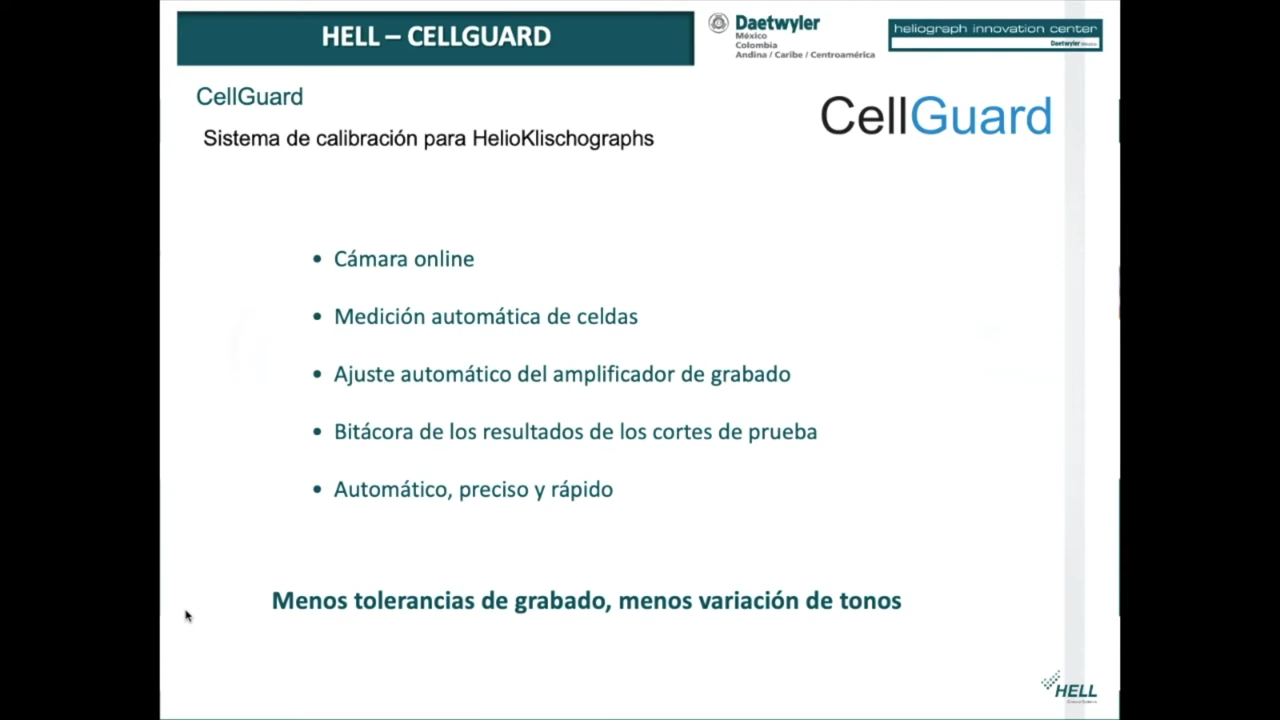 HELL – CELLGUARD
Daetwyler
México
Colombia
Andina / Caribe / Centroamérica
heliograph innovation center
Daetwyler
CellGuard
CellGuard
Sistema de calibración para HelioKlischographs
• Cámara online
• Medición automática de celdas
• Ajuste automático del amplificador de grabado
• Bitácora de los resultados de los cortes de prueba
• Automático, preciso y rápido
Menos tolerancias de grabado, menos variación de tonos
HELL